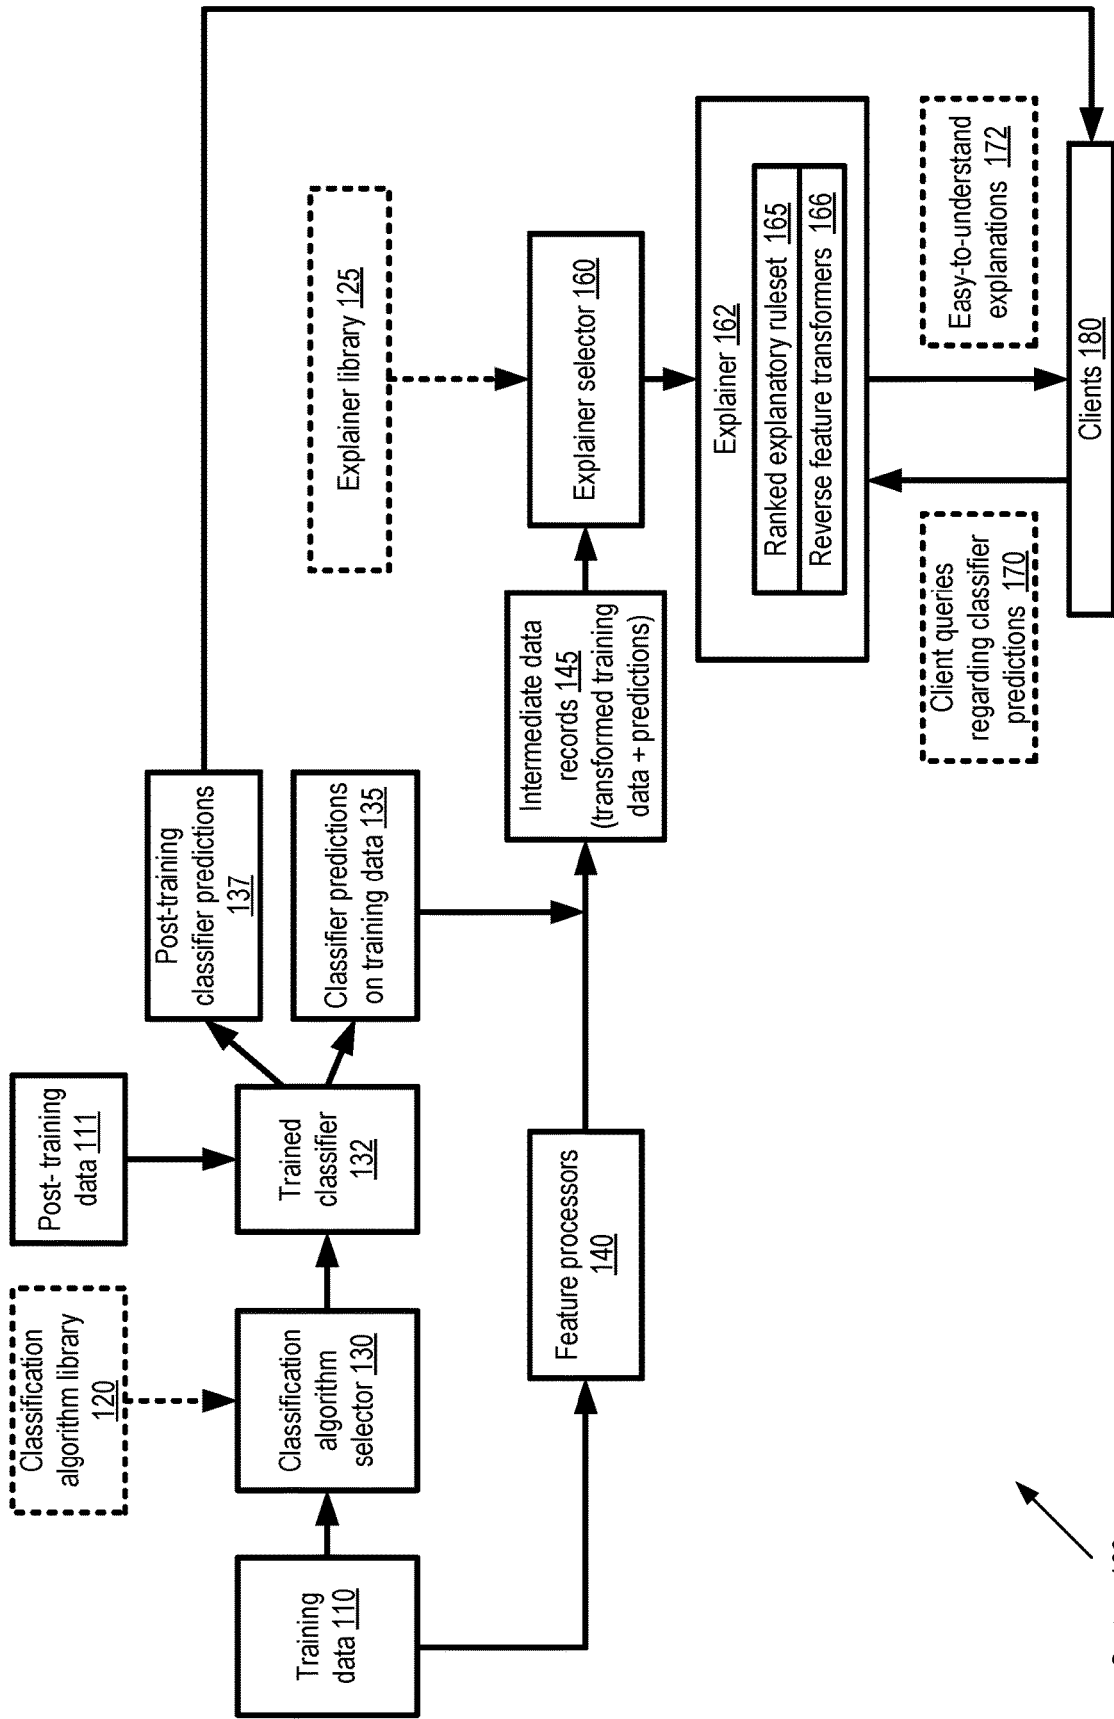 Classification
algorithm library
120
Post- training
data 111
Training
data 110
Classification
algorithm
selector 130
Trained
classifier
132
Post-training
classifier predictions
137
Classifier predictions
on training data 135
Explainer library 125
Feature processors
140
Intermediate data
records 145
(transformed training
data + predictions)
Explainer selector 160
Explainer 162
Ranked explanatory ruleset 165
Reverse feature transformers 166
Client queries
regarding classifier
predictions 170
Easy-to-understand
explanations 172
Clients 180